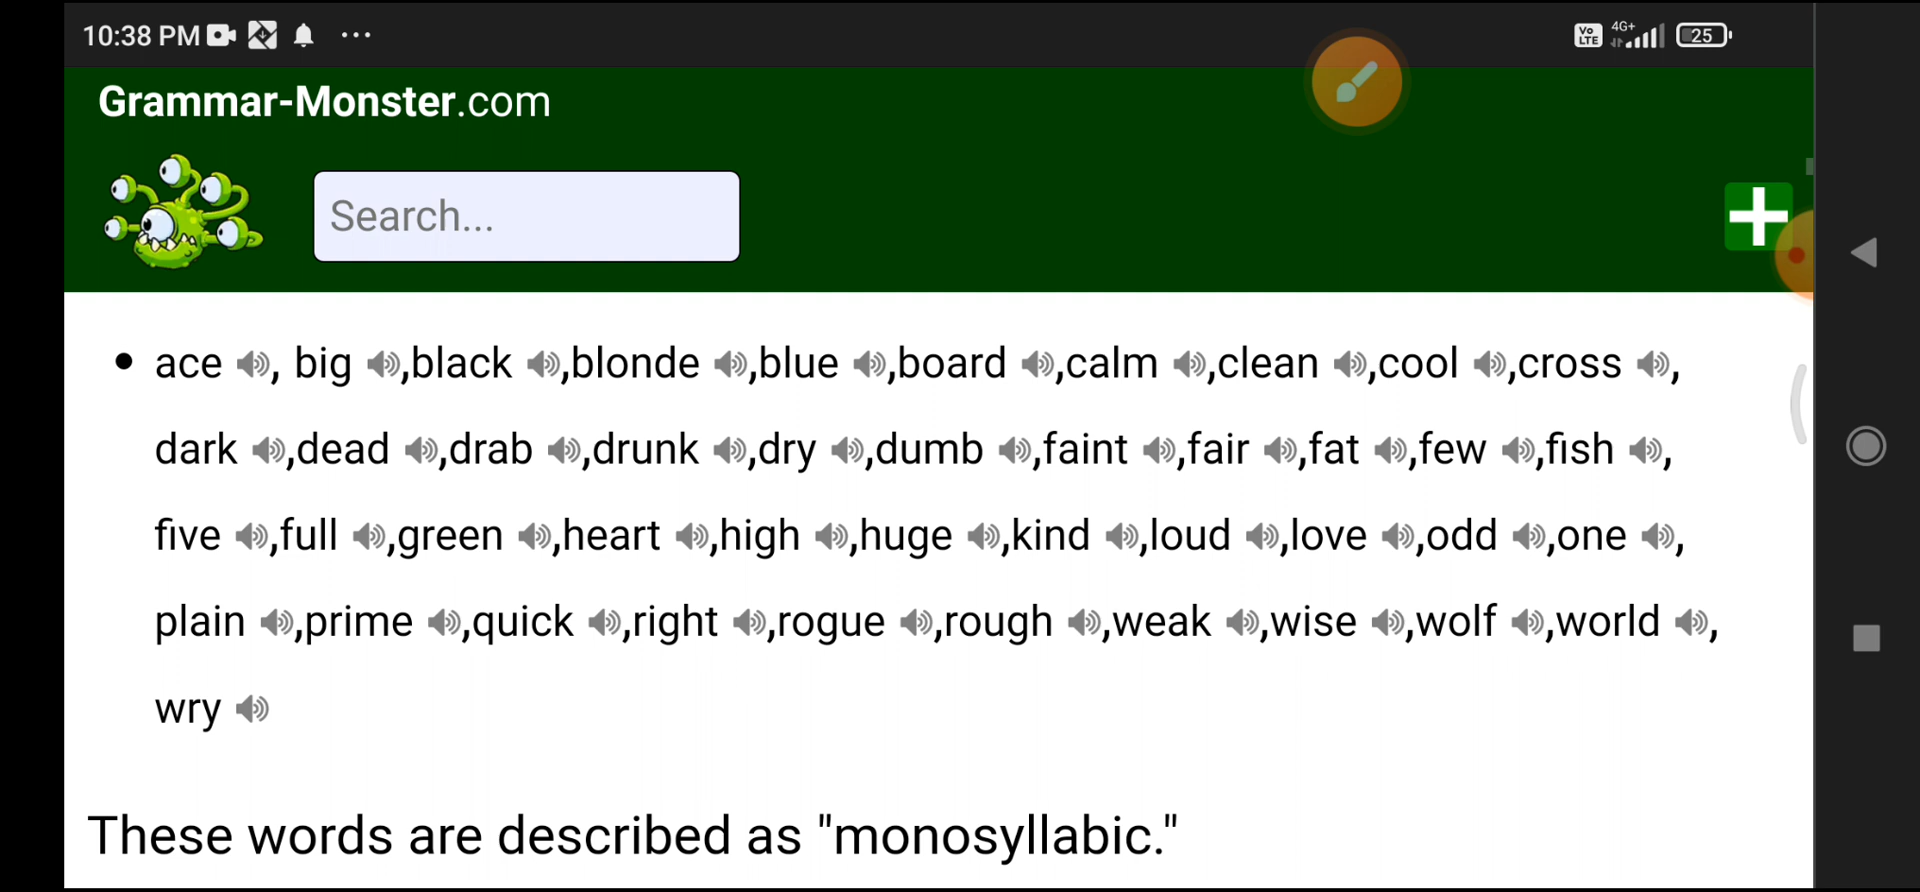 10:38 PM ... Vo LTE 4G+ 25
Grammar-Monster.com
Search...
• ace , big ,black ,blonde ,blue ,board ,calm ,clean ,cool ,cross ,
dark ,dead ,drab ,drunk ,dry ,dumb ,faint ,fair ,fat ,few ,fish ,
five ,full ,green ,heart ,high ,huge ,kind ,loud ,love ,odd ,one ,
plain ,prime ,quick ,right ,rogue ,rough ,weak ,wise ,wolf ,world ,
wry
These words are described as "monosyllabic."